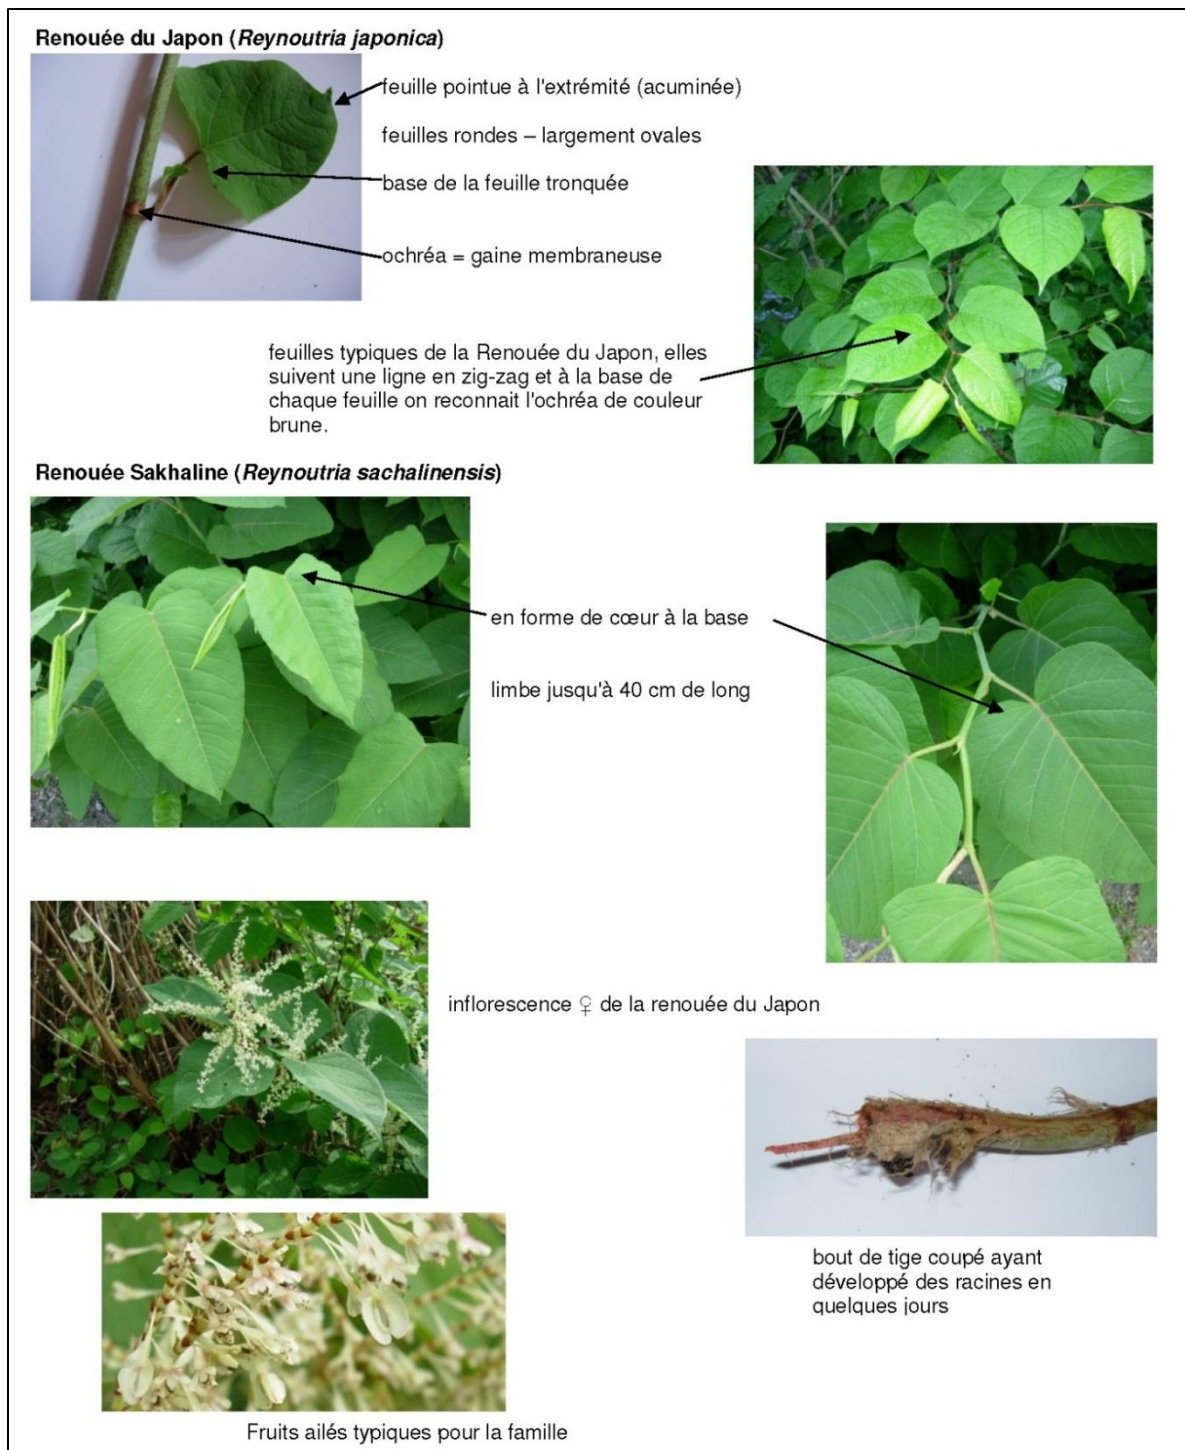 Renouée du Japon (Reynoutria japonica)
feuille pointue à l'extrémité (acuminée)
feuilles rondes – largement ovales
base de la feuille tronquée
ochréa = gaine membraneuse
feuilles typiques de la Renouée du Japon, elles
suivent une ligne en zig-zag et à la base de
chaque feuille on reconnait l'ochréa de couleur
brune.
Renouée Sakhaline (Reynoutria sachalinensis)
en forme de cœur à la base
limbe jusqu'à 40 cm de long
inflorescence ♀ de la renouée du Japon
bout de tige coupé ayant
développé des racines en
quelques jours
Fruits ailés typiques pour la famille